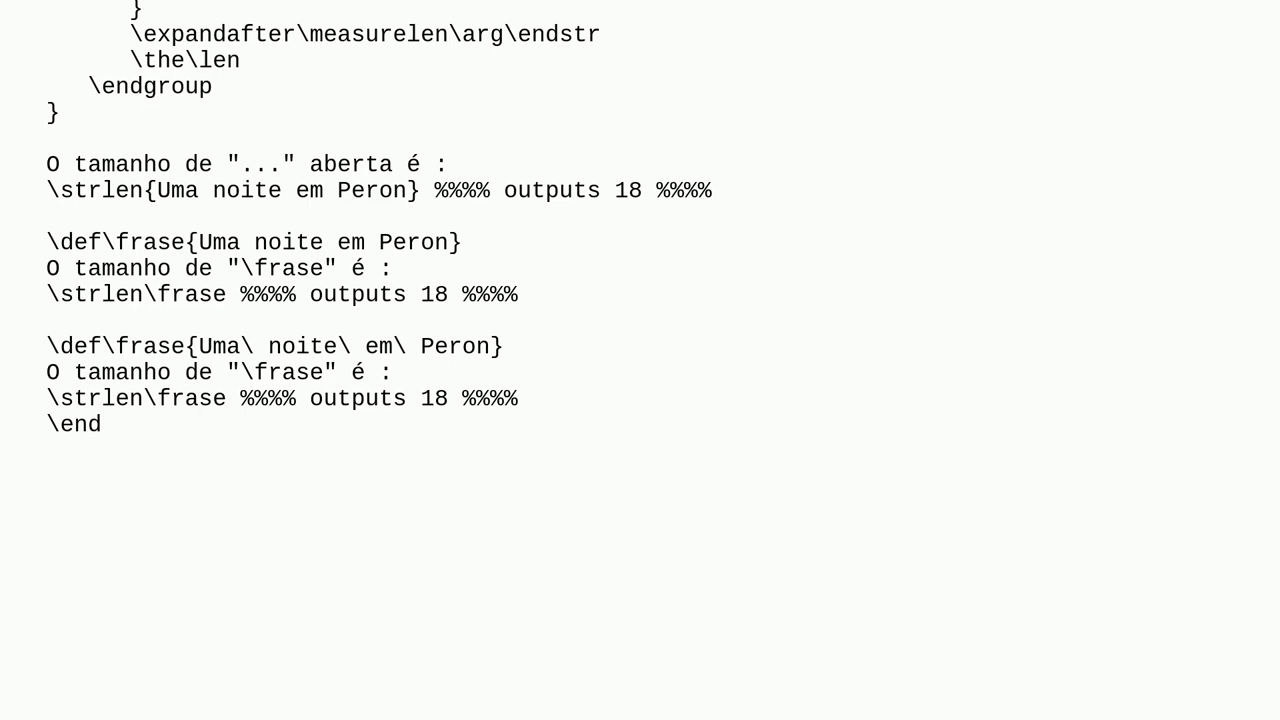 }
\expandafter\measurelen\arg\endstr
\the\len
\endgroup
}
O tamanho de "..." aberta é :
\strlen{Uma noite em Peron} %%%% outputs 18 %%%%
\def\frase{Uma noite em Peron}
O tamanho de "\frase" é :
\strlen\frase %%%% outputs 18 %%%%
\def\frase{Uma\ noite\ em\ Peron}
O tamanho de "\frase" é :
\strlen\frase %%%% outputs 18 %%%%
\end